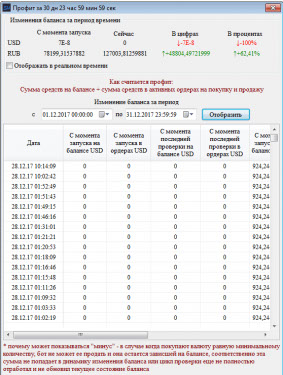 Профит за 30 дн 23 час 59 мин 59 сек
Изменения баланса за период времени
С момента запуска Сейчас В цифрах В процентах
USD 7E-8 0 ↓-7E-8 ↓-100%
RUB 78199,31537882 127003,81259881 ↑+48804,49721999 ↑+62,41%
Отображать в реальном времени
Как считается профит:
Сумма средств на балансе + сумма средств в активных ордерах на покупку и продажу
Изменение баланса за период
с 01.12.2017 00:00:00 по 31.12.2017 23:59:59 Отобразить
Дата
С момента запуска на балансе USD
С момента запуска в ордерах USD
С момента последней проверки на балансе USD
С момента последней проверки в ордерах USD
28.12.17 10:14:09 0 0 0 0 924,24
28.12.17 10:02:42 0 0 0 0 924,24
28.12.17 01:52:49 0 0 0 0 924,24
28.12.17 01:51:43 0 0 0 0 924,24
28.12.17 01:49:15 0 0 0 0 924,24
28.12.17 01:46:16 0 0 0 0 924,24
28.12.17 01:31:01 0 0 0 0 924,24
28.12.17 01:21:21 0 0 0 0 924,24
28.12.17 01:20:53 0 0 0 0 924,24
28.12.17 01:18:09 0 0 0 0 924,24
28.12.17 01:16:46 0 0 0 0 924,24
28.12.17 01:15:48 0 0 0 0 924,24
28.12.17 01:11:26 0 0 0 0 924,24
28.12.17 01:09:32 0 0 0 0 924,24
28.12.17 01:03:33 0 0 0 0 924,24
28.12.17 01:02:19 0 0 0 0 924,24
* почему может показываться "минус" - в случае когда покупают валюту равную минимальному
количеству, бот не может ее продать и она остается зависшей на балансе, соответственно эта
сумма не попадает в динамику изменения баланса или цикл проверки еще не полностью
отработал и не обновил текущее состояние баланса